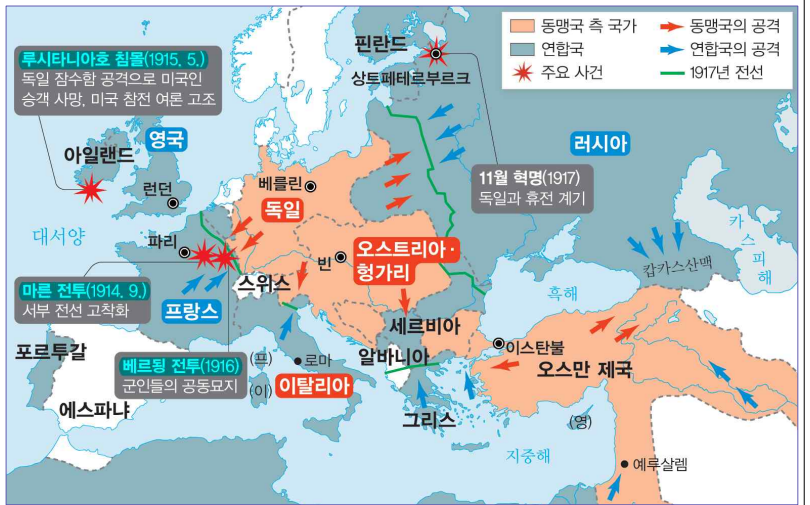 동맹국 측 국가
연합국
주요 사건
동맹국의 공격
연합국의 공격
1917년 전선
루시타니아호 침몰(1915. 5.)
독일 잠수함 공격으로 미국인
승객 사망, 미국 참전 여론 고조
핀란드
상트페테르부르크
영국
아일랜드
런던
러시아
11월 혁명(1917)
독일과 휴전 계기
베를린
독일
대서양
파리
빈
오스트리아·
헝가리
카스피해
캅카스산맥
마른 전투(1914. 9.)
서부 전선 고착화
스위스
프랑스
흑해
세르비아
포르투갈
베르됭 전투(1916)
군인들의 공동묘지
(프)
로마
알바니아
이스탄불
오스만 제국
(이)
이탈리아
에스파냐
그리스
(영)
지중해
예루살렘